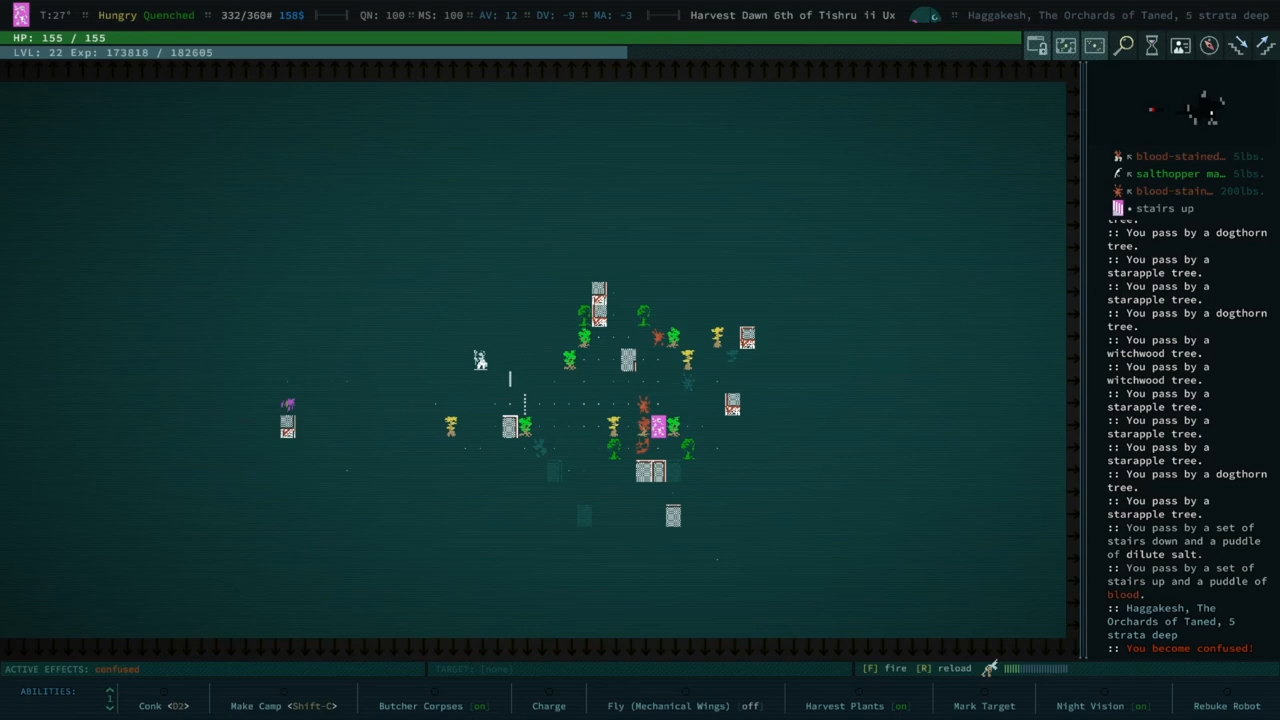 T:27° :: Hungry Quenched :: 332/360# 158$ QN: 100 MS: 100 AV: 12 DV: -9 MA: -3 Harvest Dawn 6th of Tishru ii Ux :: Haggakesh, The Orchards of Taned, 5 strata deep
HP: 155 / 155
LVL: 22 Exp: 173818 / 182605
blood-stained… 5lbs.
salthopper ma… 5lbs.
blood-stain… 200lbs.
stairs up
tree.
:: You pass by a dogthorn
tree.
:: You pass by a
starapple tree.
:: You pass by a
starapple tree.
:: You pass by a dogthorn
tree.
:: You pass by a
witchwood tree.
:: You pass by a
witchwood tree.
:: You pass by a
starapple tree.
:: You pass by a
starapple tree.
:: You pass by a
starapple tree.
:: You pass by a dogthorn
tree.
:: You pass by a
starapple tree.
:: You pass by a set of
stairs down and a puddle
of dilute salt.
:: You pass by a set of
stairs up and a puddle of
blood.
:: Haggakesh, The
Orchards of Taned, 5
strata deep
:: You become confused!
ACTIVE EFFECTS: confused TARGET: [none] [F] fire [R] reload
ABILITIES: 1 Conk <D2> Make Camp <Shift-C> Butcher Corpses [on] Charge Fly (Mechanical Wings) [off] Harvest Plants [on] Mark Target Night Vision [on] Rebuke Robot